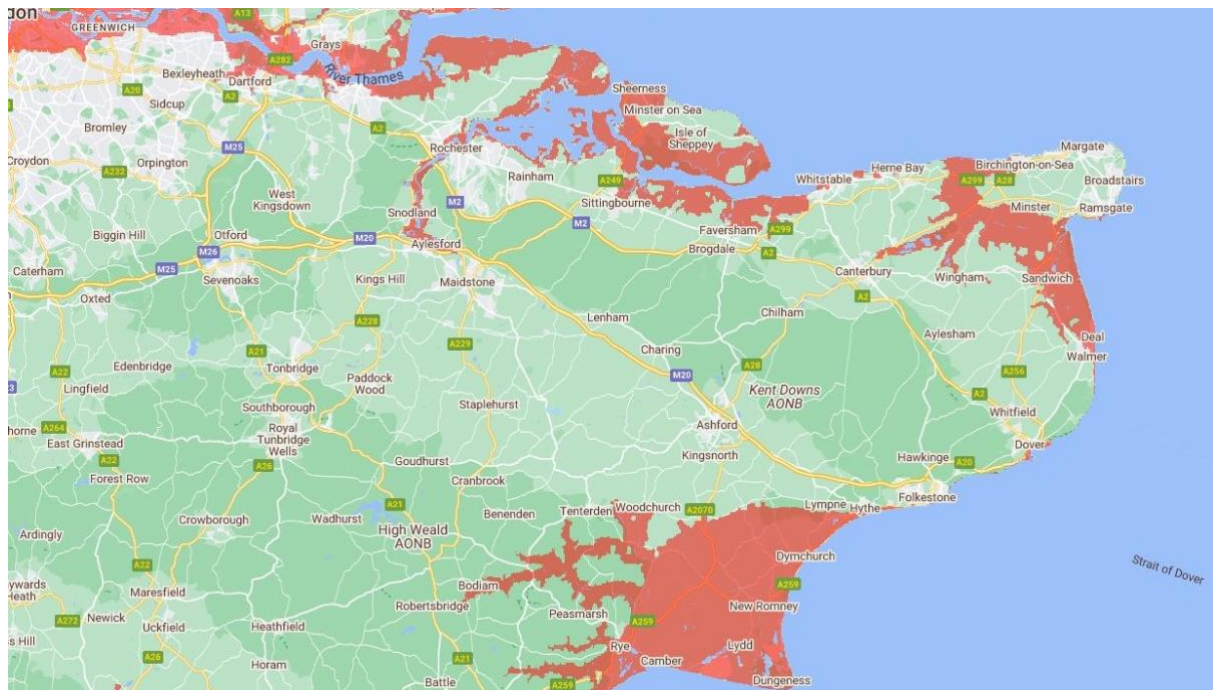 don
A13
GREENWICH
Grays
A282
Bexleyheath
Dartford
River Thames
A20
A2
Sidcup
Sheerness
Minster on Sea
Bromley
A2
Isle of
Sheppey
Rochester
M25
Margate
Croydon
Orpington
A232
Herne Bay
Birchington-on-Sea
Rainham
A249
Whitstable
A299
A28
Broadstairs
West
Kingsdown
Sittingbourne
M2
Snodland
Minster
Ramsgate
M2
Biggin Hill
Otford
M20
Faversham
A299
Aylesford
M26
Brogdale
A2
Caterham
M25
Sevenoaks
Kings Hill
Maidstone
Canterbury
Wingham
Sandwich
Oxted
A2
A228
Lenham
Chilham
Aylesham
Deal
A229
Charing
Walmer
A21
A28
Edenbridge
Tonbridge
A22
Paddock
Wood
M20
A256
Lingfield
Kent Downs
AONB
A2
Southborough
Staplehurst
Whitfield
horne
A264
Royal
Tunbridge
Wells
Ashford
East Grinstead
Dover
A22
A26
Goudhurst
Kingsnorth
Hawkinge
A20
Forest Row
Cranbrook
Folkestone
A21
Benenden
Tenterden
Woodchurch
A2070
Lympne
Hythe
Crowborough
Wadhurst
High Weald
AONB
Ardingly
Dymchurch
Strait of Dover
A22
Bodiam
A259
ywards
Heath
Maresfield
Robertsbridge
New Romney
A272
Newick
Peasmarsh
A259
Uckfield
Heathfield
s Hill
Rye
Lydd
A26
A21
Camber
Horam
Battle
A259
Dungeness